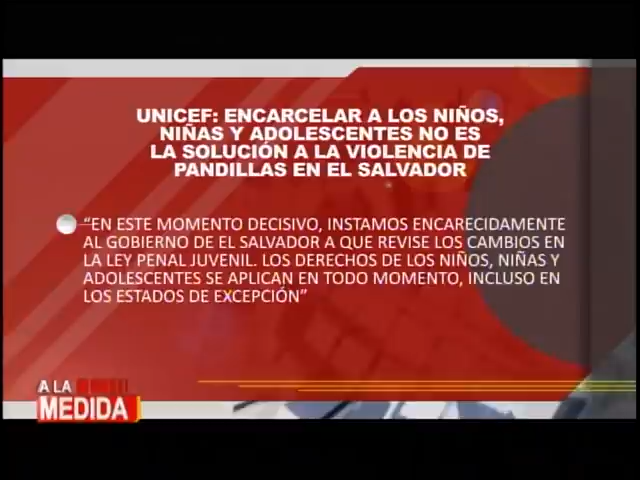 UNICEF: ENCARCELAR A LOS NIÑOS,
NIÑAS Y ADOLESCENTES NO ES
LA SOLUCIÓN A LA VIOLENCIA DE
PANDILLAS EN EL SALVADOR
“EN ESTE MOMENTO DECISIVO, INSTAMOS ENCARECIDAMENTE
AL GOBIERNO DE EL SALVADOR A QUE REVISE LOS CAMBIOS EN
LA LEY PENAL JUVENIL. LOS DERECHOS DE LOS NIÑOS, NIÑAS Y
ADOLESCENTES SE APLICAN EN TODO MOMENTO, INCLUSO EN
LOS ESTADOS DE EXCEPCIÓN”
A LA
MEDIDA